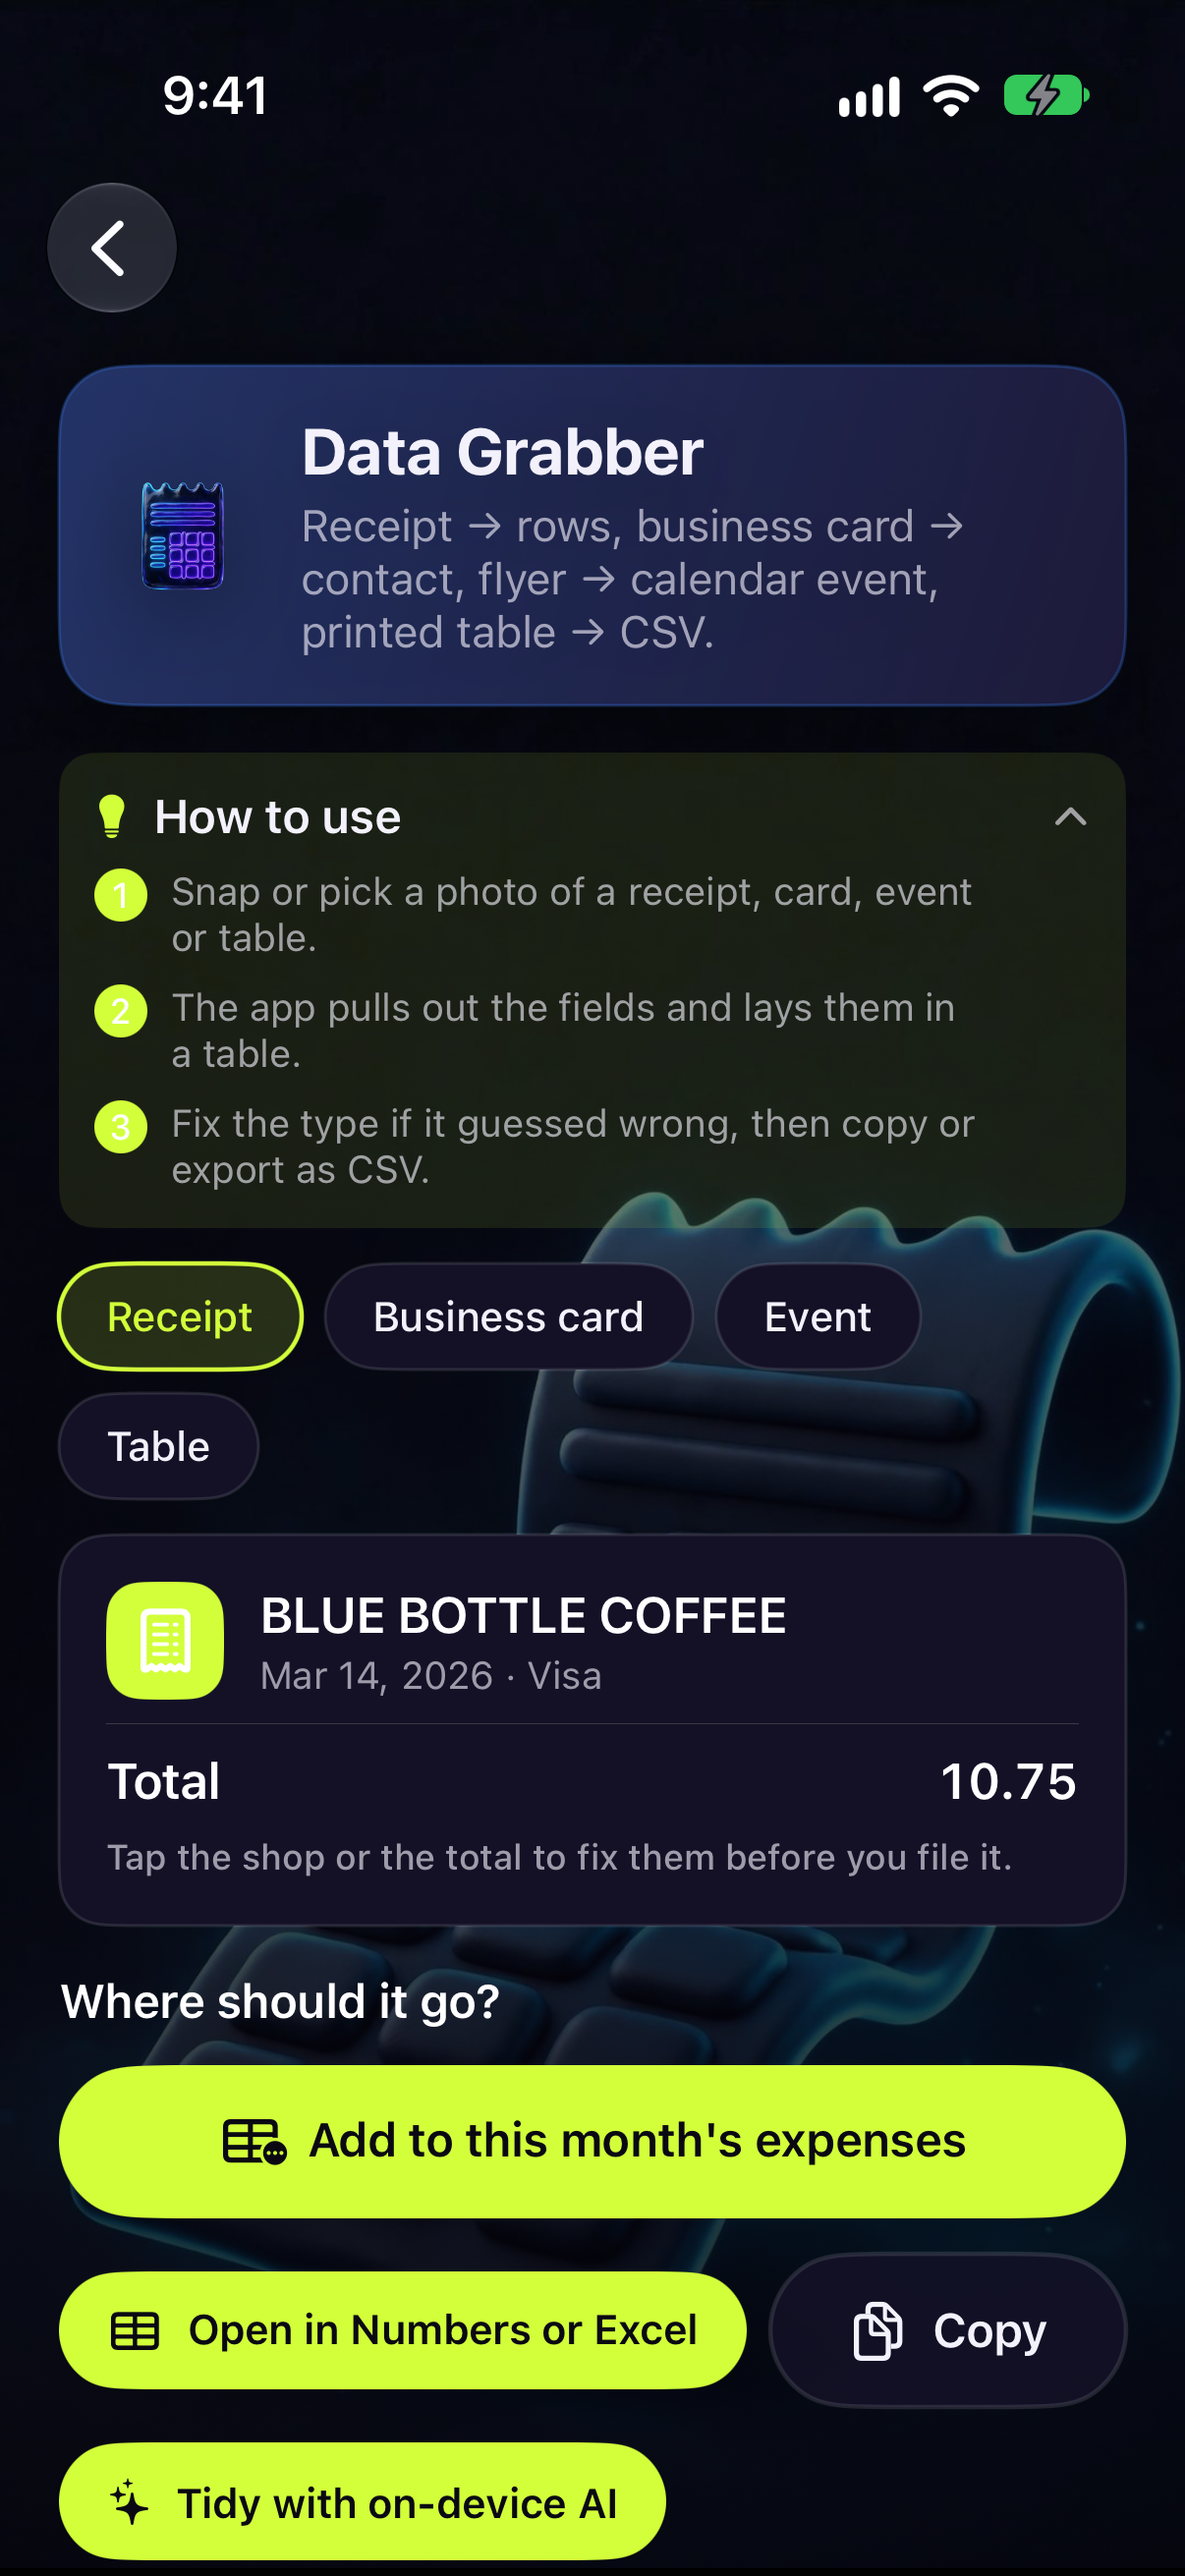 9:41
Data Grabber
Receipt → rows, business card →
contact, flyer → calendar event,
printed table → CSV.
How to use
1 Snap or pick a photo of a receipt, card, event
or table.
2 The app pulls out the fields and lays them in
a table.
3 Fix the type if it guessed wrong, then copy or
export as CSV.
Receipt Business card Event
Table
BLUE BOTTLE COFFEE
Mar 14, 2026 · Visa
Total 10.75
Tap the shop or the total to fix them before you file it.
Where should it go?
Add to this month's expenses
Open in Numbers or Excel Copy
Tidy with on-device AI